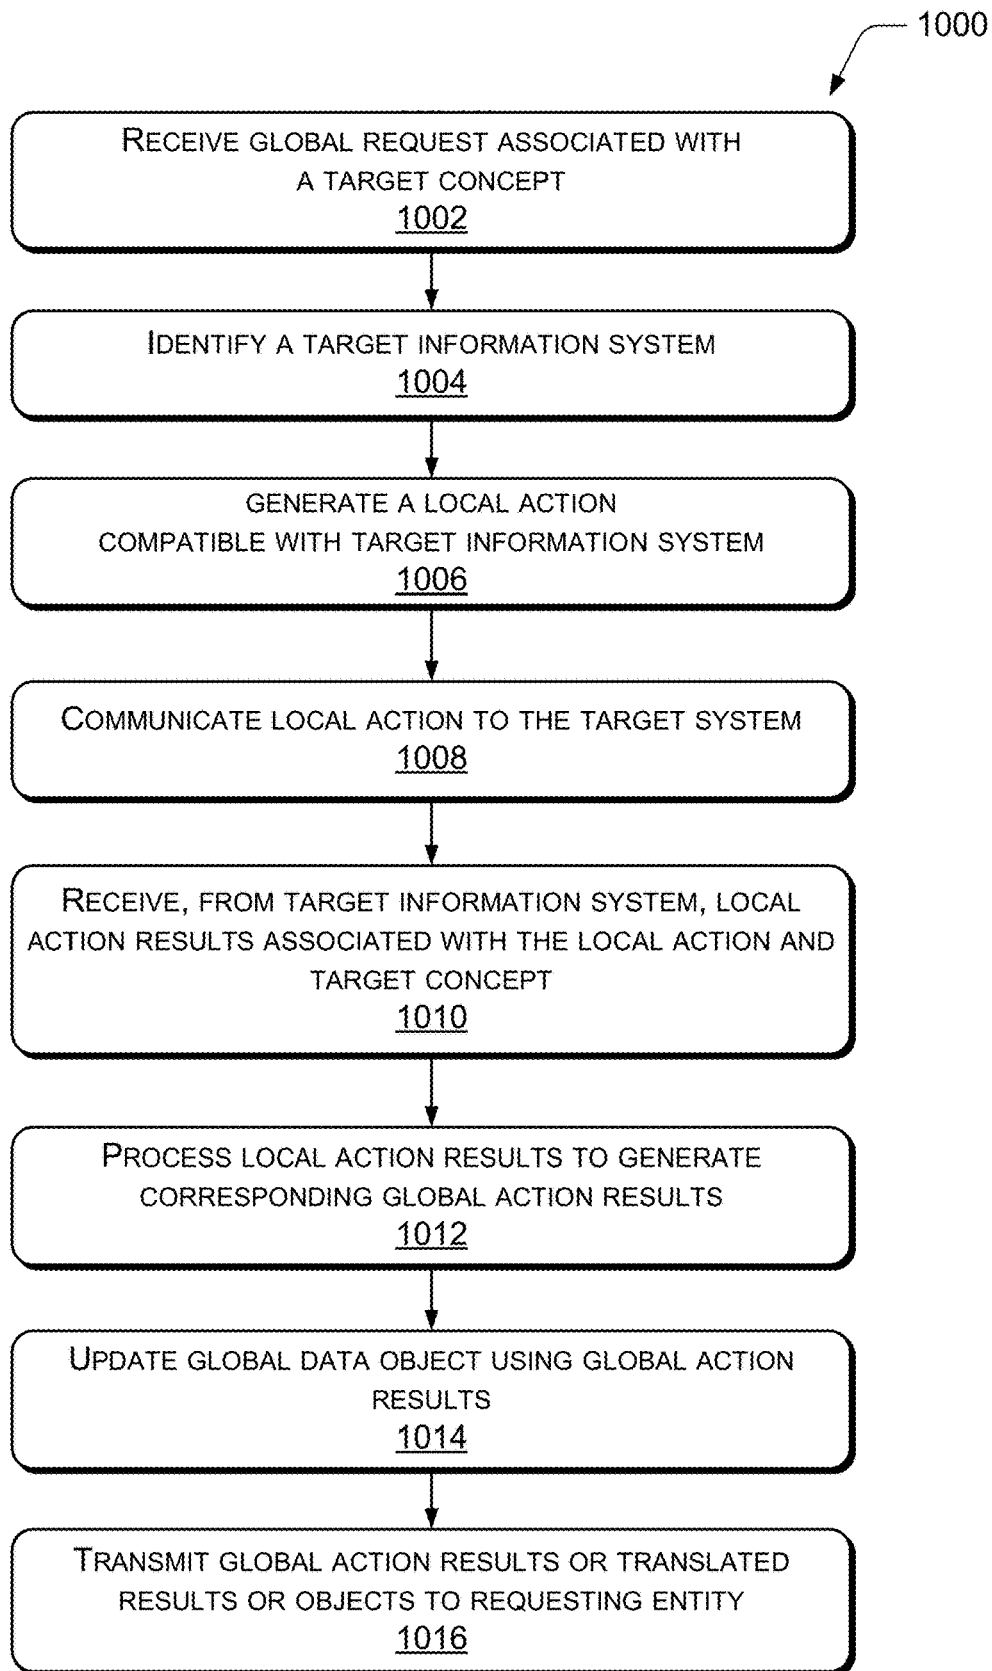 1000
RECEIVE GLOBAL REQUEST ASSOCIATED WITH
A TARGET CONCEPT
1002
IDENTIFY A TARGET INFORMATION SYSTEM
1004
GENERATE A LOCAL ACTION
COMPATIBLE WITH TARGET INFORMATION SYSTEM
1006
COMMUNICATE LOCAL ACTION TO THE TARGET SYSTEM
1008
RECEIVE, FROM TARGET INFORMATION SYSTEM, LOCAL
ACTION RESULTS ASSOCIATED WITH THE LOCAL ACTION AND
TARGET CONCEPT
1010
PROCESS LOCAL ACTION RESULTS TO GENERATE
CORRESPONDING GLOBAL ACTION RESULTS
1012
UPDATE GLOBAL DATA OBJECT USING GLOBAL ACTION
RESULTS
1014
TRANSMIT GLOBAL ACTION RESULTS OR TRANSLATED
RESULTS OR OBJECTS TO REQUESTING ENTITY
1016